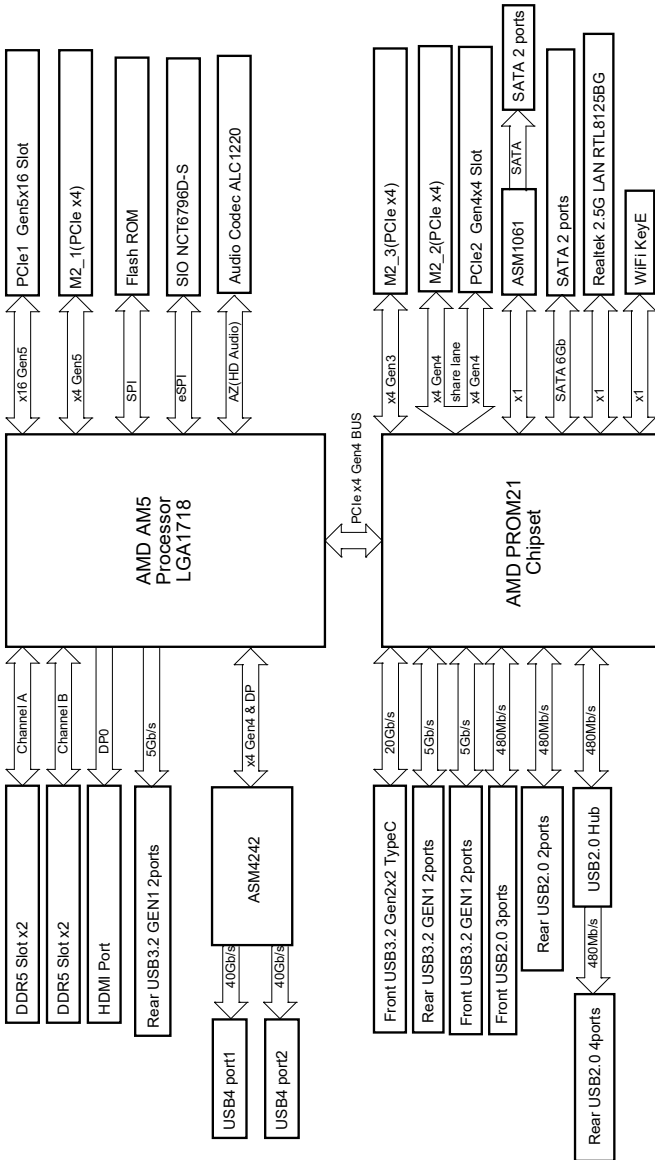 PCIe1 Gen5x16 Slot
M2_1(PCIe x4)
Flash ROM
SIO NCT6796D-S
Audio Codec ALC1220
x16 Gen5
x4 Gen5
SPI
eSPI
AZ(HD Audio)
AMD AM5
Processor
LGA1718
Channel A
Channel B
DP0
5Gb/s
x4 Gen4 & DP
DDR5 Slot x2
DDR5 Slot x2
HDMI Port
Rear USB3.2 GEN1 2ports
ASM4242
40Gb/s
40Gb/s
USB4 port1
USB4 port2
PCIe x4 Gen4 BUS
SATA 2 ports
SATA
M2_3(PCIe x4)
M2_2(PCIe x4)
PCIe2 Gen4x4 Slot
ASM1061
SATA 2 ports
Realtek 2.5G LAN RTL8125BG
WiFi KeyE
x4 Gen3
x4 Gen4
share lane
x4 Gen4
x1
SATA 6Gb
x1
x1
AMD PROM21
Chipset
20Gb/s
5Gb/s
5Gb/s
480Mb/s
480Mb/s
480Mb/s
Front USB3.2 Gen2x2 TypeC
Rear USB3.2 GEN1 2ports
Front USB3.2 GEN1 2ports
Front USB2.0 3ports
Rear USB2.0 2ports
USB2.0 Hub
480Mb/s
Rear USB2.0 4ports